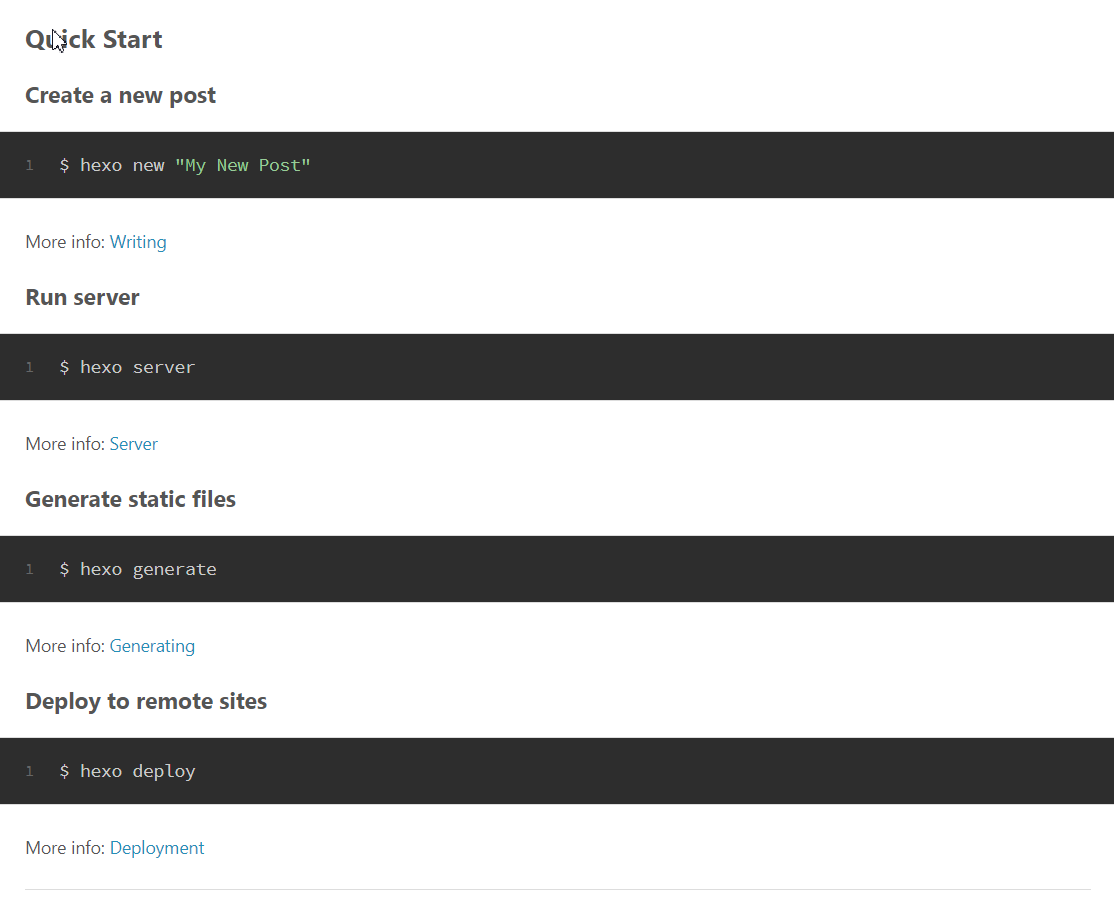 Quick Start
Create a new post
1 $ hexo new "My New Post"
More info: Writing
Run server
1 $ hexo server
More info: Server
Generate static files
1 $ hexo generate
More info: Generating
Deploy to remote sites
1 $ hexo deploy
More info: Deployment